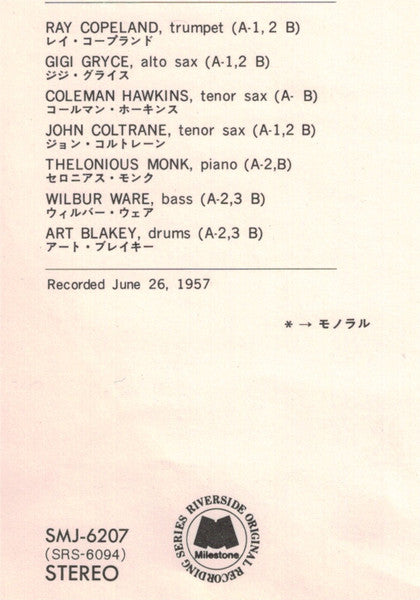 RAY COPELAND, trumpet (A-1, 2 B)
レイ・コープランド
GIGI GRYCE, alto sax (A-1,2 B)
ジジ・グライス
COLEMAN HAWKINS, tenor sax (A- B)
コールマン・ホーキンス
JOHN COLTRANE, tenor sax (A-1,2 B)
ジョン・コルトレーン
THELONIOUS MONK, piano (A-2,B)
セロニアス・モンク
WILBUR WARE, bass (A-2,3 B)
ウィルバー・ウェア
ART BLAKEY, drums (A-2,3 B)
アート・ブレイキー
Recorded June 26, 1957
* → モノラル
SMJ-6207
(SRS-6094)
STEREO
RIVERSIDE ORIGINAL RECORDING SERIES
Milestone